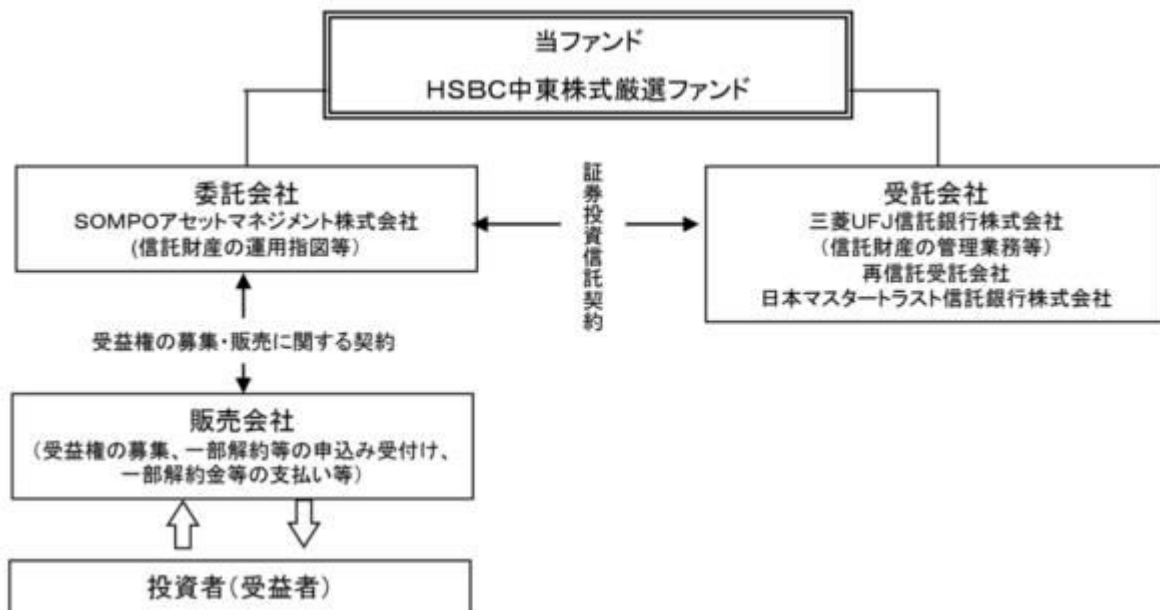 当ファンド
HSBC中東株式厳選ファンド
委託会社
SOMPOアセットマネジメント株式会社
(信託財産の運用指図等)
証券投資信託契約
受託会社
三菱UFJ信託銀行株式会社
(信託財産の管理業務等)
再信託受託会社
日本マスタートラスト信託銀行株式会社
受益権の募集・販売に関する契約
販売会社
(受益権の募集、一部解約等の申込み受付け、
一部解約金等の支払い等)
投資者(受益者)